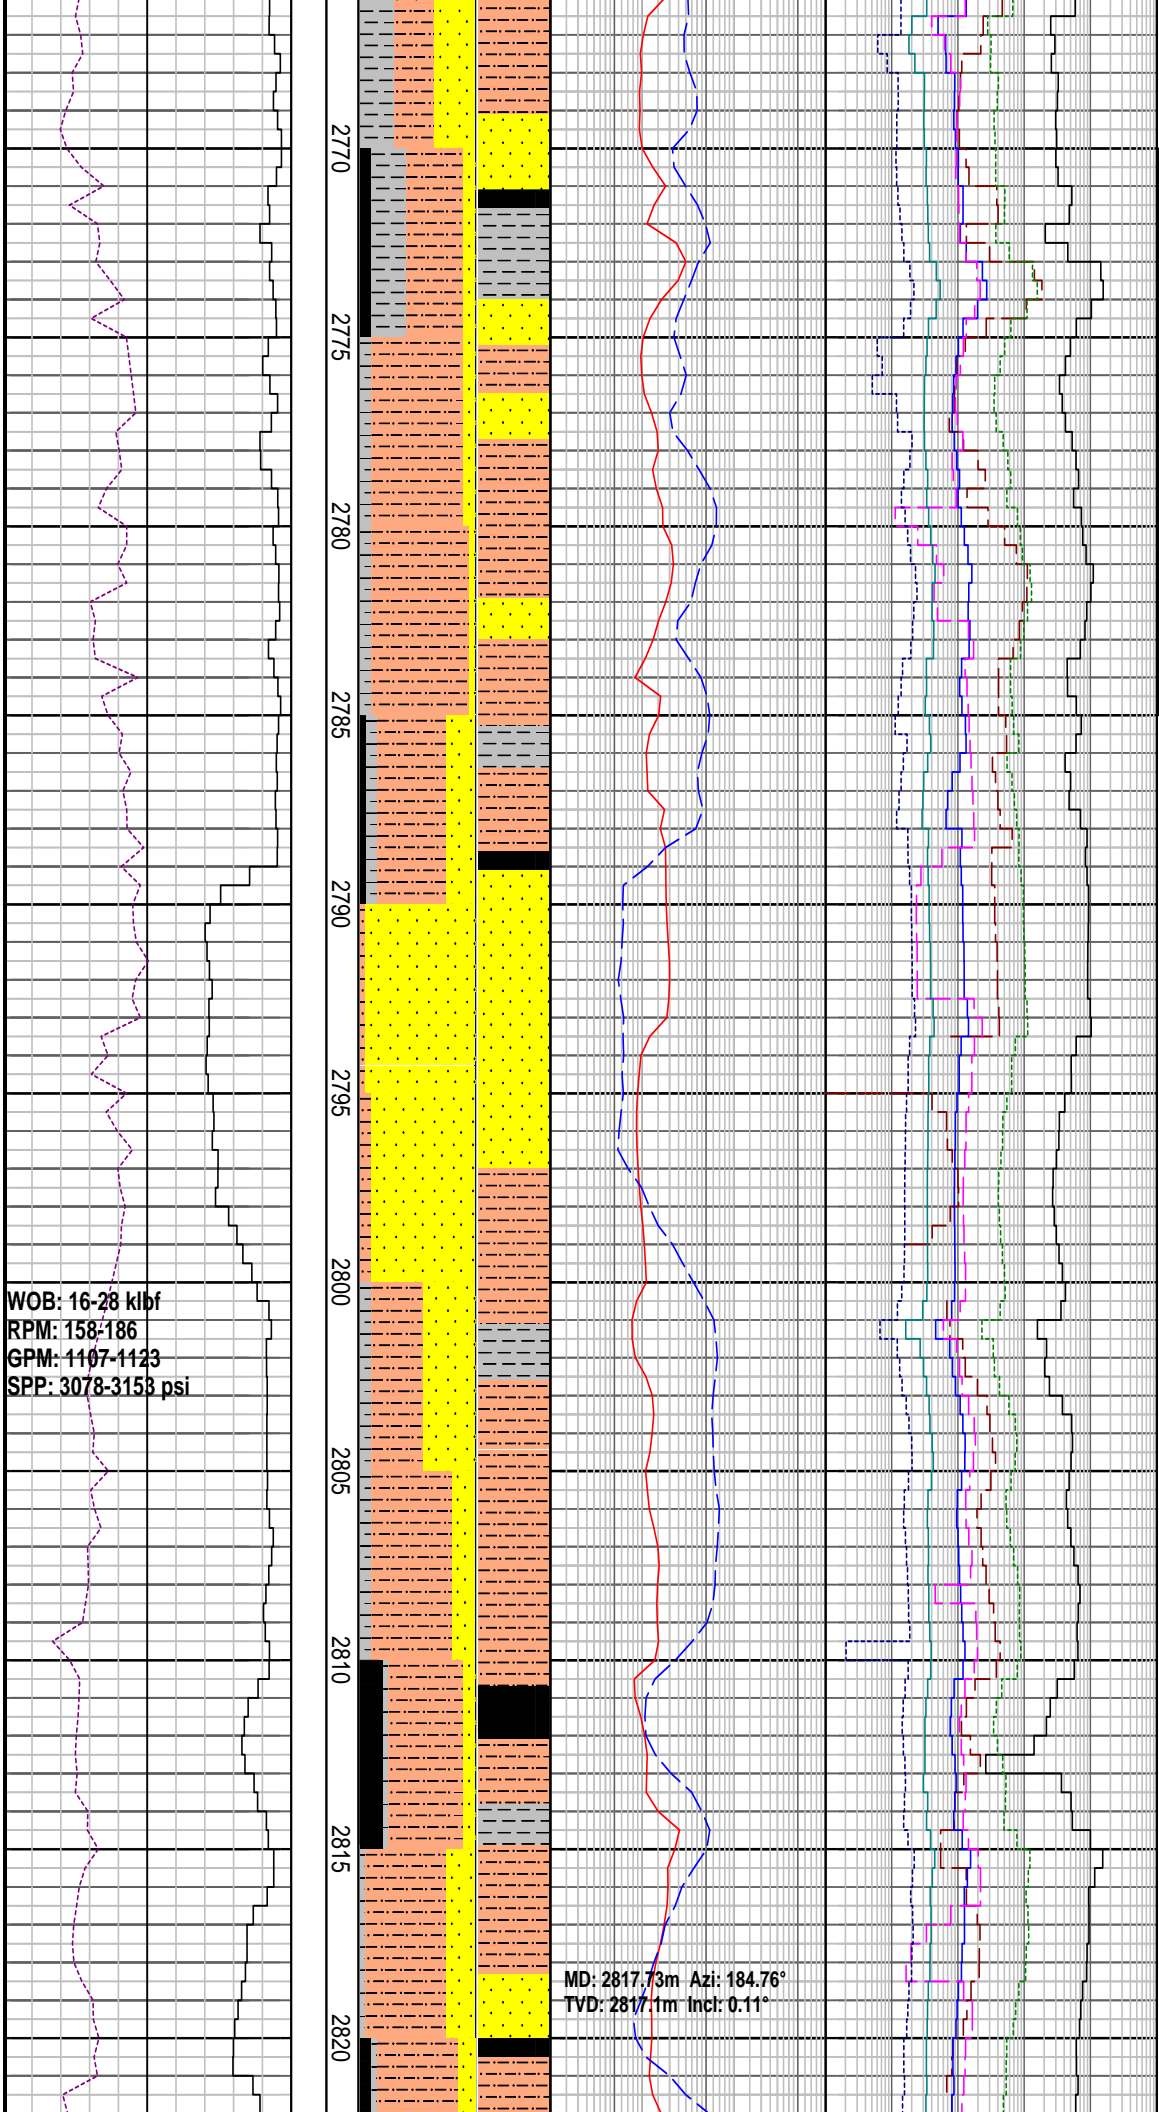 2770
2775
2780
2785
2790
2795
2800
WOB: 16-28 klbf
RPM: 158-186
GPM: 1107-1123
SPP: 3078-3153 psi
2805
2810
2815
MD: 2817.73m Azi: 184.76°
TVD: 2817.1m Incl: 0.11°
2820